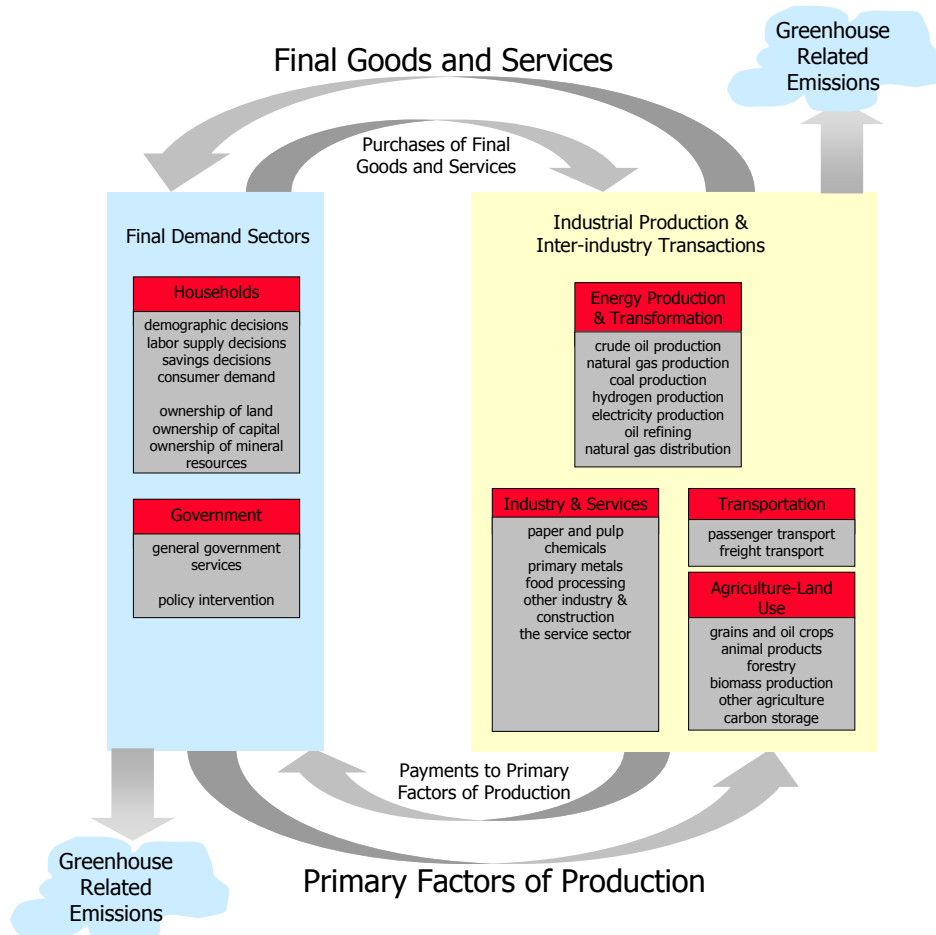 Greenhouse
Related
Emissions
Final Goods and Services
Purchases of Final
Goods and Services
Final Demand Sectors
Households
demographic decisions
labor supply decisions
savings decisions
consumer demand
ownership of land
ownership of capital
ownership of mineral
resources
Government
general government
services
policy intervention
Industrial Production &
Inter-industry Transactions
Energy Production
& Transformation
crude oil production
natural gas production
coal production
hydrogen production
electricity production
oil refining
natural gas distribution
Industry & Services
paper and pulp
chemicals
primary metals
food processing
other industry &
construction
the service sector
Transportation
passenger transport
freight transport
Agriculture-Land
Use
grains and oil crops
animal products
forestry
biomass production
other agriculture
carbon storage
Payments to Primary
Factors of Production
Primary Factors of Production
Greenhouse
Related
Emissions